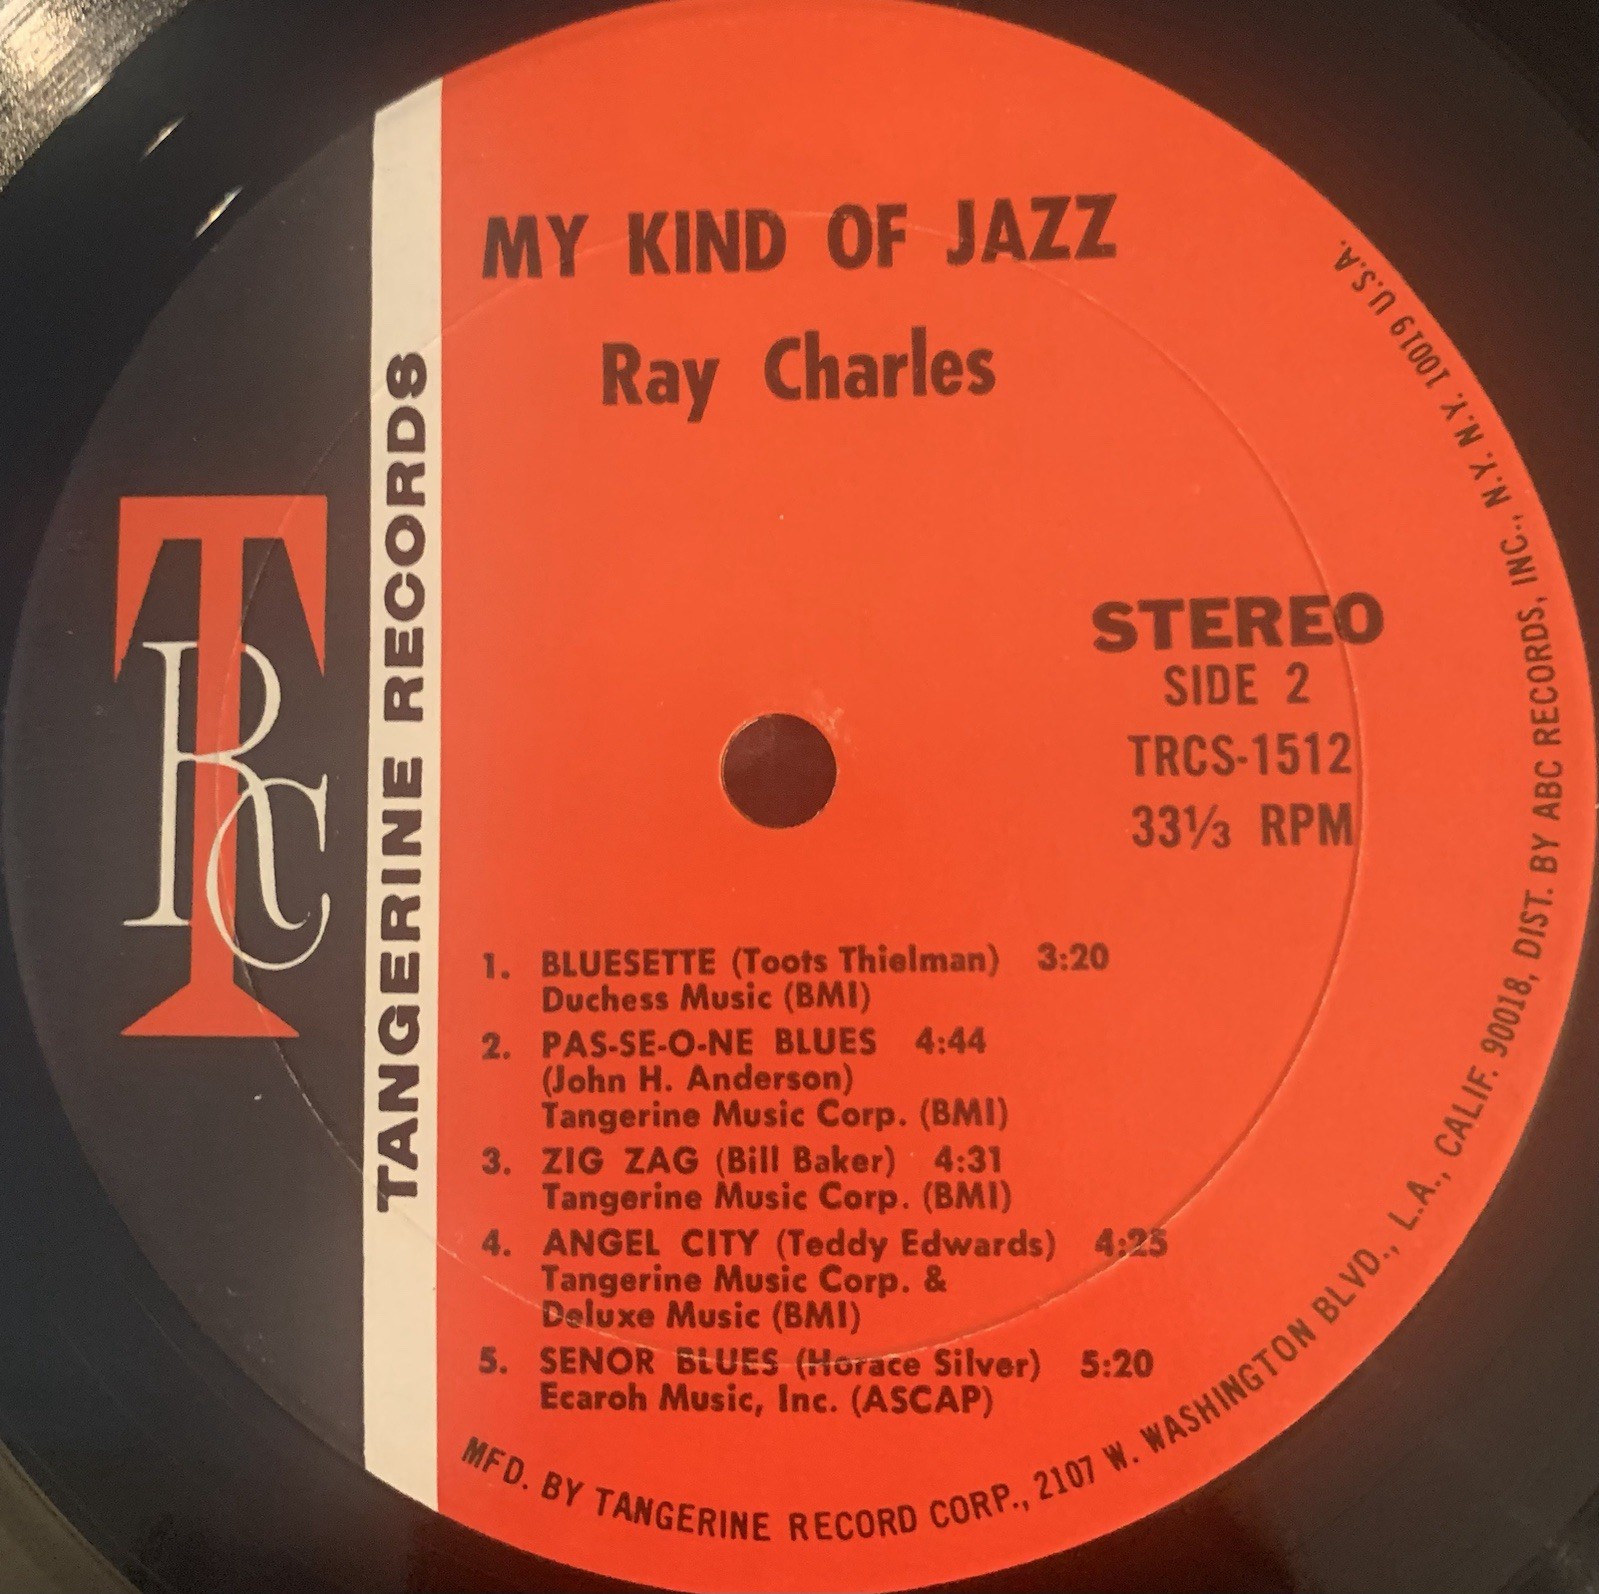 MY KIND OF JAZZ
Ray Charles
TRC
TANGERINE RECORDS
STEREO
SIDE 2
TRCS-1512
33⅓ RPM
1. BLUESETTE (Toots Thielman) 3:20
Duchess Music (BMI)
2. PAS-SE-O-NE BLUES 4:44
(John H. Anderson)
Tangerine Music Corp. (BMI)
3. ZIG ZAG (Bill Baker) 4:31
Tangerine Music Corp. (BMI)
4. ANGEL CITY (Teddy Edwards) 4:25
Tangerine Music Corp. &
Deluxe Music (BMI)
5. SENOR BLUES (Horace Silver) 5:20
Ecaroh Music, Inc. (ASCAP)
MFD. BY TANGERINE RECORD CORP., 2107 W. WASHINGTON BLVD., L.A., CALIF. 90018, DIST. BY ABC RECORDS, INC., N.Y. N.Y. 10019 U.S.A.